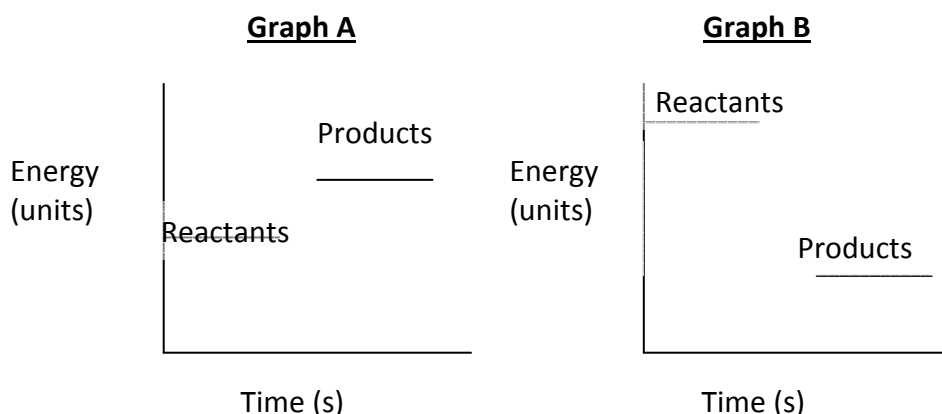 Graph A
Products
Energy
(units)
Reactants
Time (s)
Graph B
Reactants
Energy
(units)
Products
Time (s)